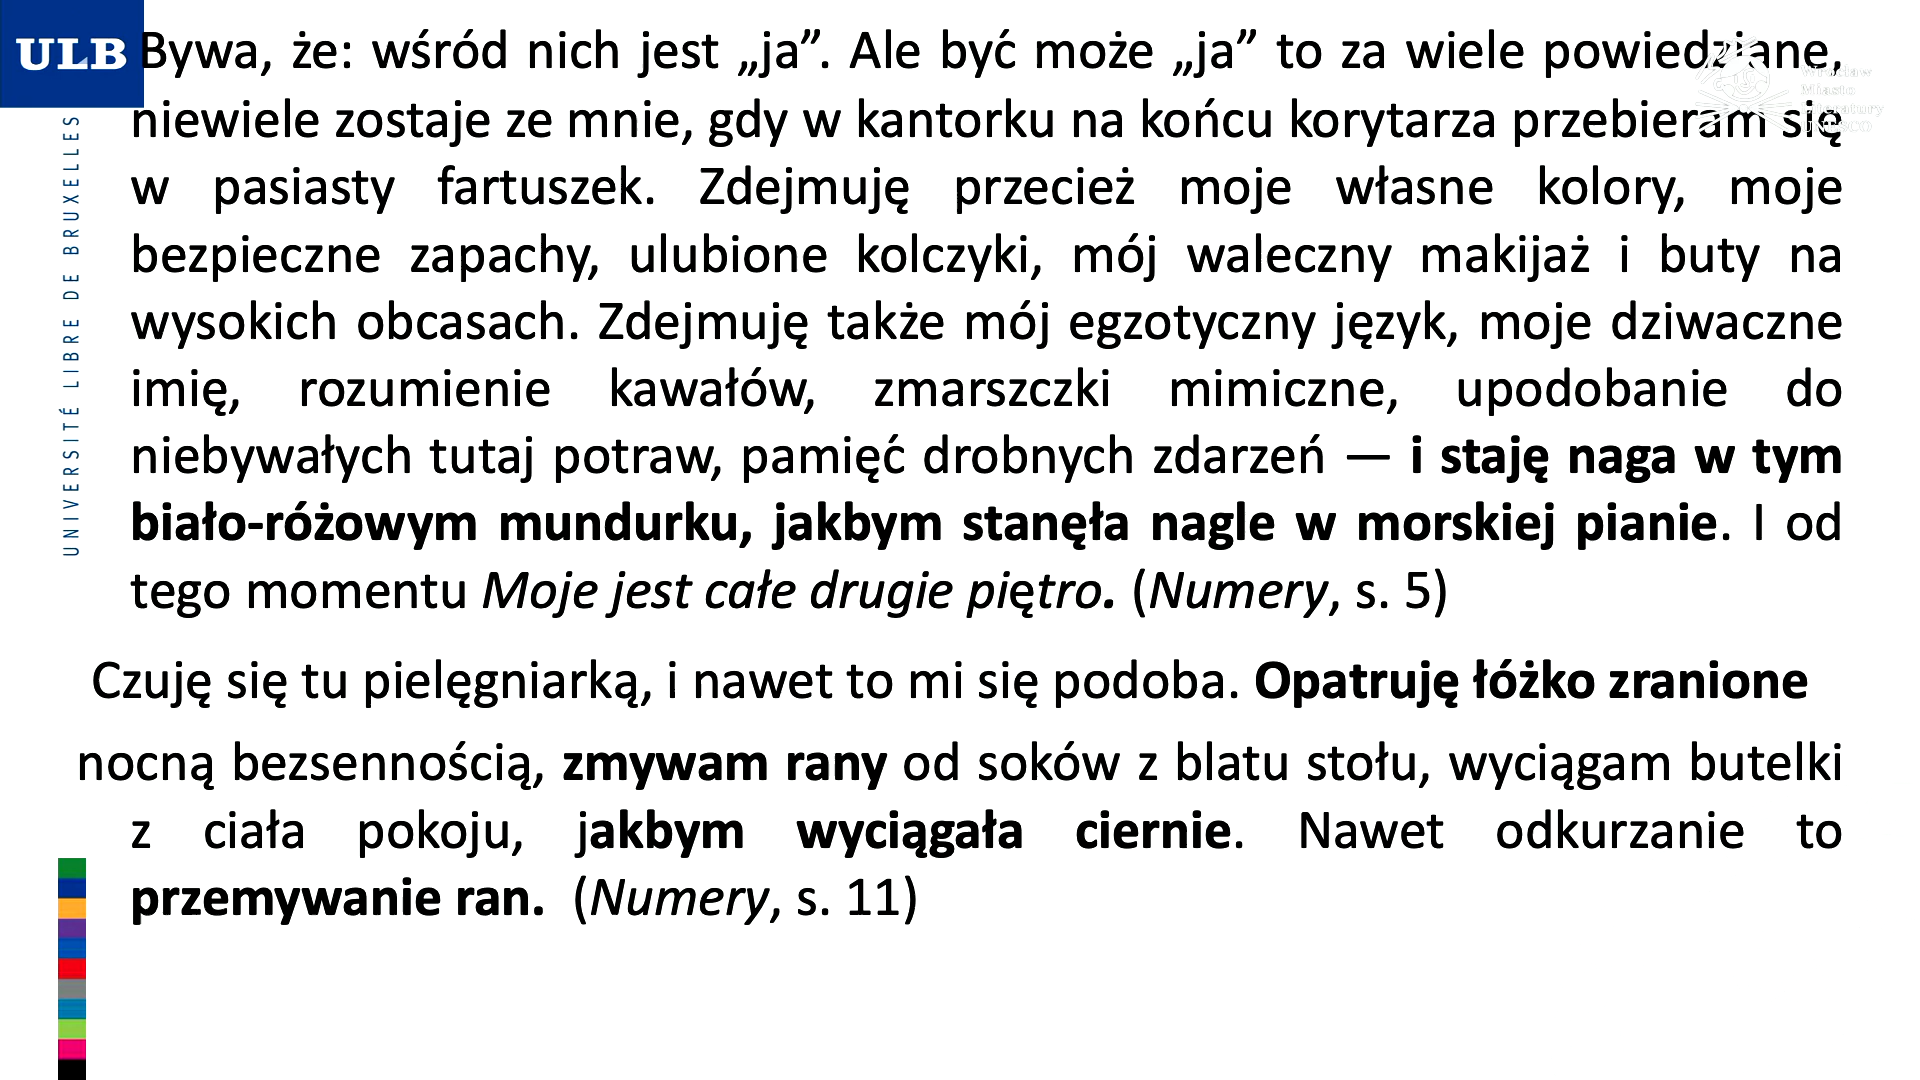 ULB
UNIVERSITÉ LIBRE DE BRUXELLES
Bywa, że: wśród nich jest „ja”. Ale być może „ja” to za wiele powiedziane,
niewiele zostaje ze mnie, gdy w kantorku na końcu korytarza przebieram się
w pasiasty fartuszek. Zdejmuję przecież moje własne kolory, moje
bezpieczne zapachy, ulubione kolczyki, mój waleczny makijaż i buty na
wysokich obcasach. Zdejmuję także mój egzotyczny język, moje dziwaczne
imię, rozumienie kawałów, zmarszczki mimiczne, upodobanie do
niebywałych tutaj potraw, pamięć drobnych zdarzeń — i staję naga w tym
biało-różowym mundurku, jakbym stanęła nagle w morskiej pianie. I od
tego momentu Moje jest całe drugie piętro. (Numery, s. 5)
Czuję się tu pielęgniarką, i nawet to mi się podoba. Opatruję łóżko zranione
nocną bezsennością, zmywam rany od soków z blatu stołu, wyciągam butelki
z ciała pokoju, jakbym wyciągała ciernie. Nawet odkurzanie to
przemywanie ran. (Numery, s. 11)
Wrocław
Miasto
Literatury
UNESCO